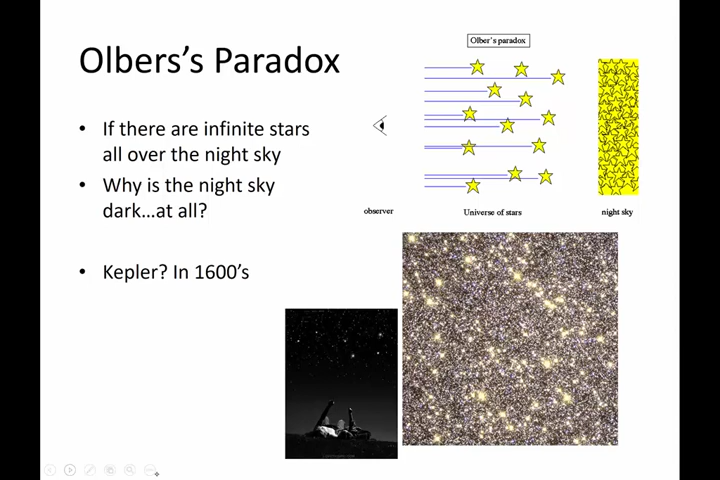 Olbers's Paradox
• If there are infinite stars
all over the night sky
• Why is the night sky
dark...at all?
• Kepler? In 1600's
Olber's paradox
observer
Universe of stars
night sky